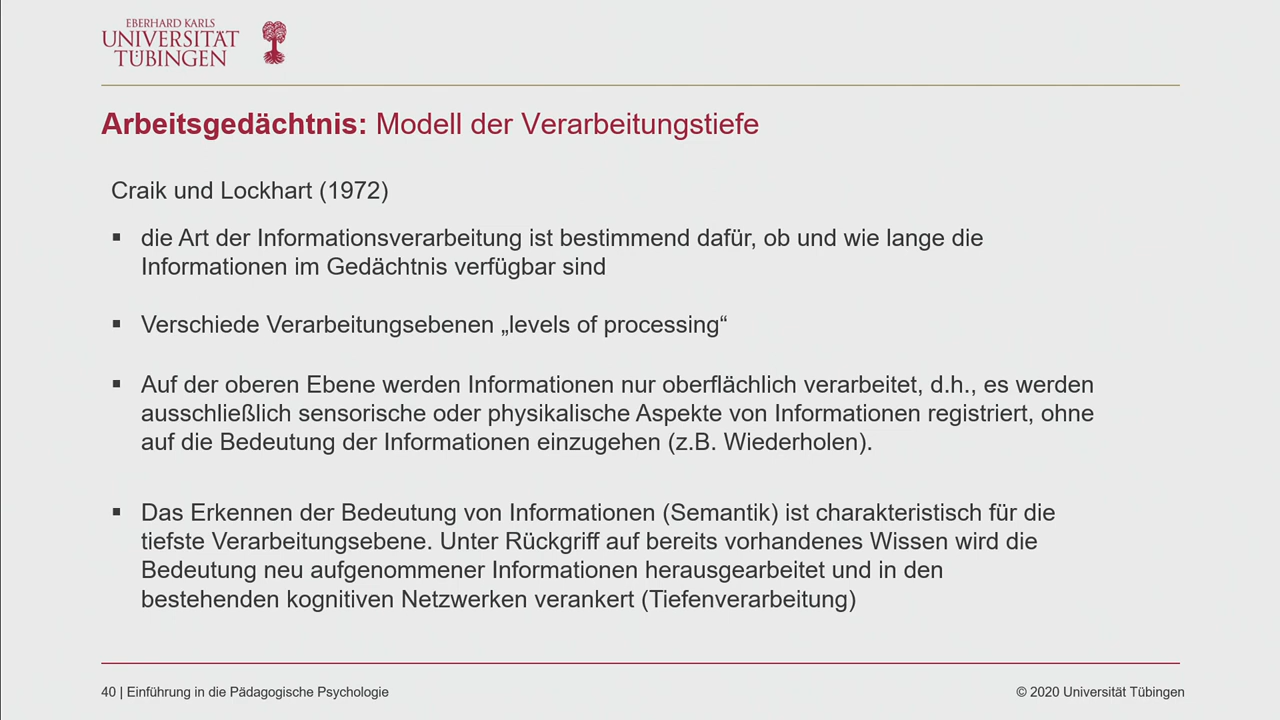 EBERHARD KARLS
UNIVERSITÄT
TÜBINGEN
Arbeitsgedächtnis: Modell der Verarbeitungstiefe
Craik und Lockhart (1972)
▪ die Art der Informationsverarbeitung ist bestimmend dafür, ob und wie lange die
Informationen im Gedächtnis verfügbar sind
▪ Verschiede Verarbeitungsebenen „levels of processing“
▪ Auf der oberen Ebene werden Informationen nur oberflächlich verarbeitet, d.h., es werden
ausschließlich sensorische oder physikalische Aspekte von Informationen registriert, ohne
auf die Bedeutung der Informationen einzugehen (z.B. Wiederholen).
▪ Das Erkennen der Bedeutung von Informationen (Semantik) ist charakteristisch für die
tiefste Verarbeitungsebene. Unter Rückgriff auf bereits vorhandenes Wissen wird die
Bedeutung neu aufgenommener Informationen herausgearbeitet und in den
bestehenden kognitiven Netzwerken verankert (Tiefenverarbeitung)
40 | Einführung in die Pädagogische Psychologie
© 2020 Universität Tübingen